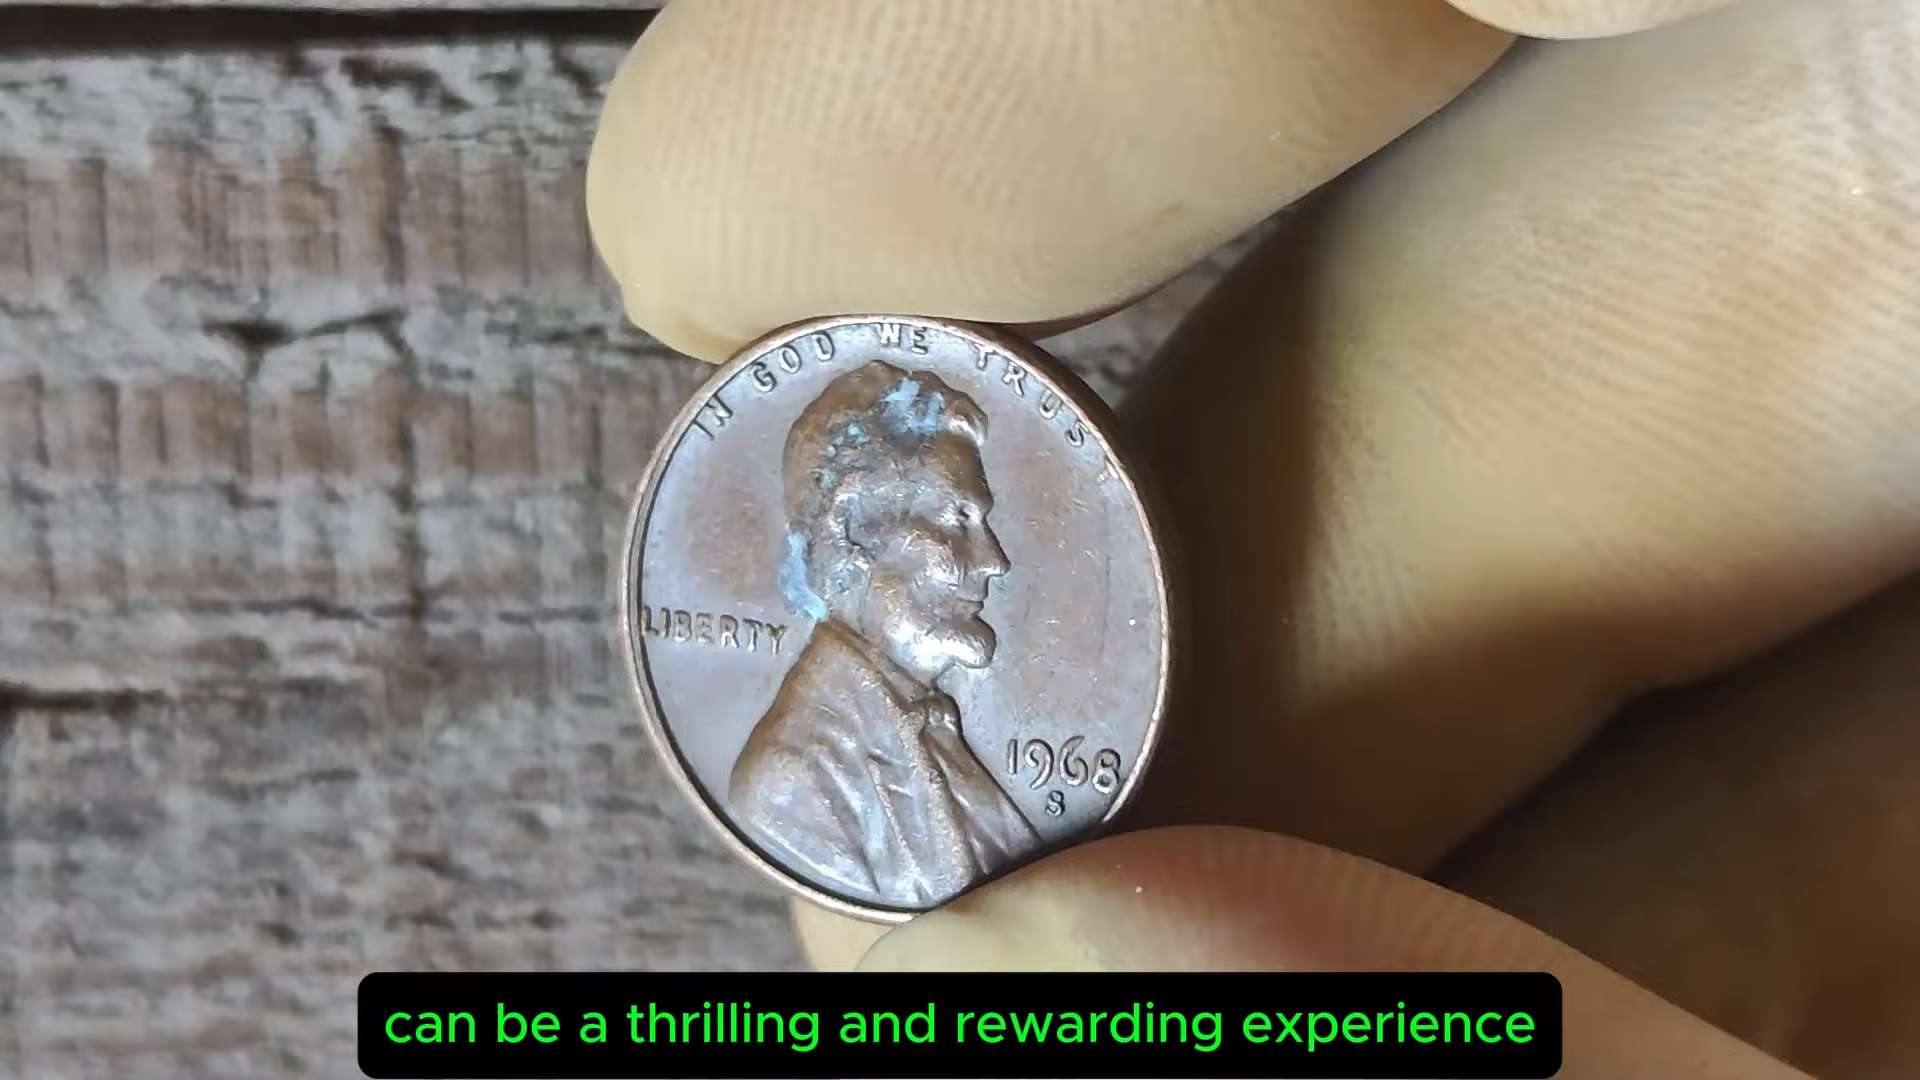 IN GOD WE TRUST
LIBERTY
1968
S
can be a thrilling and rewarding experience